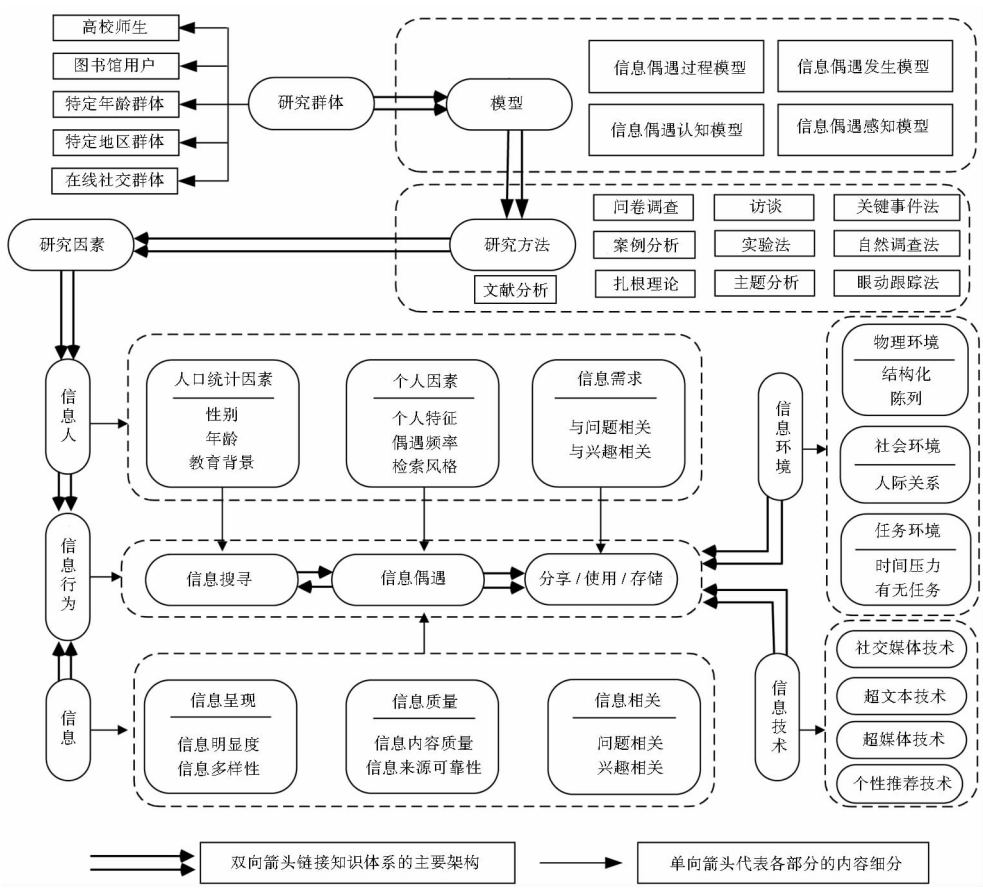 高校师生
图书馆用户
特定年龄群体
特定地区群体
在线社交群体
研究群体
模型
信息偶遇过程模型
信息偶遇发生模型
信息偶遇认知模型
信息偶遇感知模型
研究因素
研究方法
问卷调查
访谈
关键事件法
案例分析
实验法
自然调查法
文献分析
扎根理论
主题分析
眼动跟踪法
信息人
人口统计因素
性别
年龄
教育背景
个人因素
个人特征
偶遇频率
检索风格
信息需求
与问题相关
与兴趣相关
信息环境
物理环境
结构化
陈列
社会环境
人际关系
任务环境
时间压力
有无任务
信息行为
信息搜寻
信息偶遇
分享/使用/存储
信息
信息呈现
信息明显度
信息多样性
信息质量
信息内容质量
信息来源可靠性
信息相关
问题相关
兴趣相关
信息技术
社交媒体技术
超文本技术
超媒体技术
个性推荐技术
双向箭头链接知识体系的主要架构
单向箭头代表各部分的内容细分